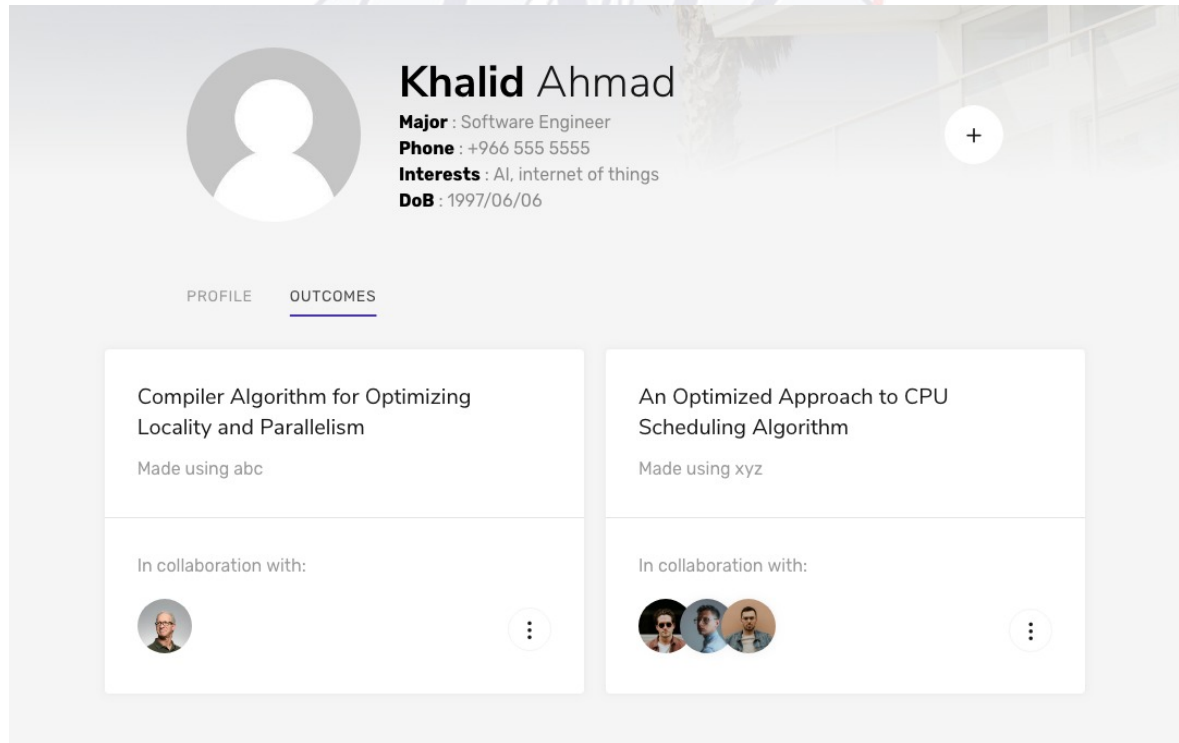 Khalid Ahmad
Major : Software Engineer
Phone : +966 555 5555
Interests : AI, internet of things
DoB : 1997/06/06
PROFILE OUTCOMES
Compiler Algorithm for Optimizing
Locality and Parallelism
Made using abc
In collaboration with:
An Optimized Approach to CPU
Scheduling Algorithm
Made using xyz
In collaboration with: